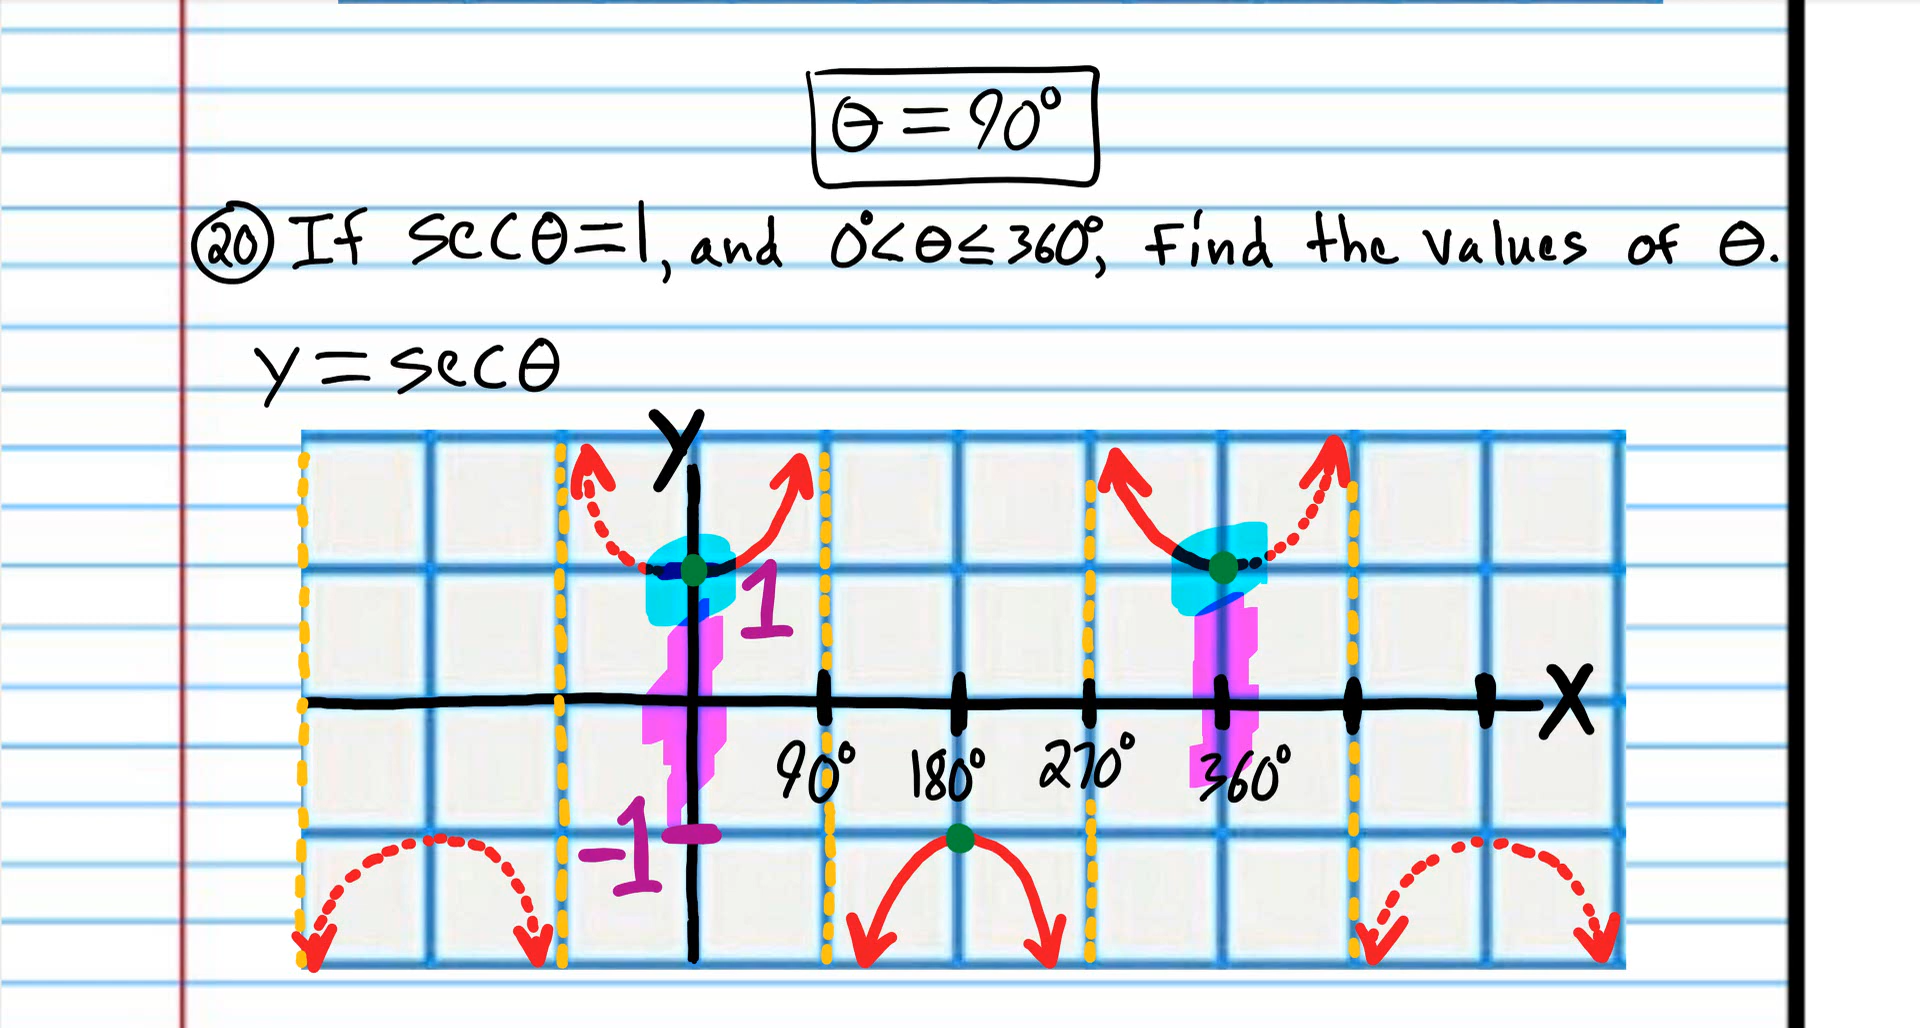 θ = 90°
20 If secθ=1, and 0°<θ≤360°, Find the values of θ.
y = secθ
Y
1
X
90° 180° 270° 360°
-1